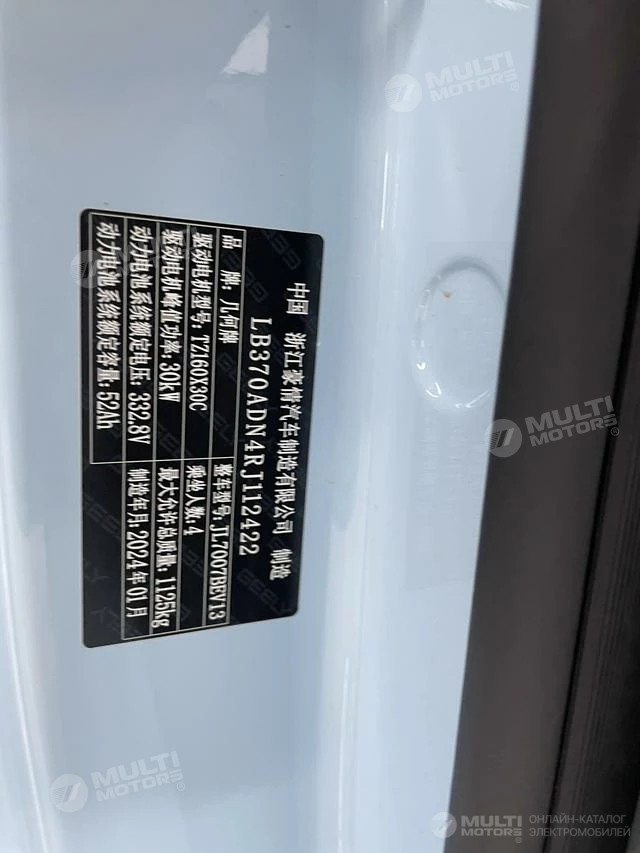 中国 浙江豪情汽车制造有限公司 制造
LB370ADN4RJ112422
品 牌: 几何牌 整车型号: JL7007BEV13
驱动电机型号: TZ160X30C 乘坐人数: 4
驱动电机峰值功率: 30kW 最大允许总质量: 1125kg
动力电池系统额定电压: 332.8V 制造年月: 2024年01月
动力电池系统额定容量: 52Ah
MULTI MOTORS®
MULTI MOTORS®
MULTI MOTORS®
MULTI MOTORS® ОНЛАЙН-КАТАЛОГ ЭЛЕКТРОМОБИЛЕЙ